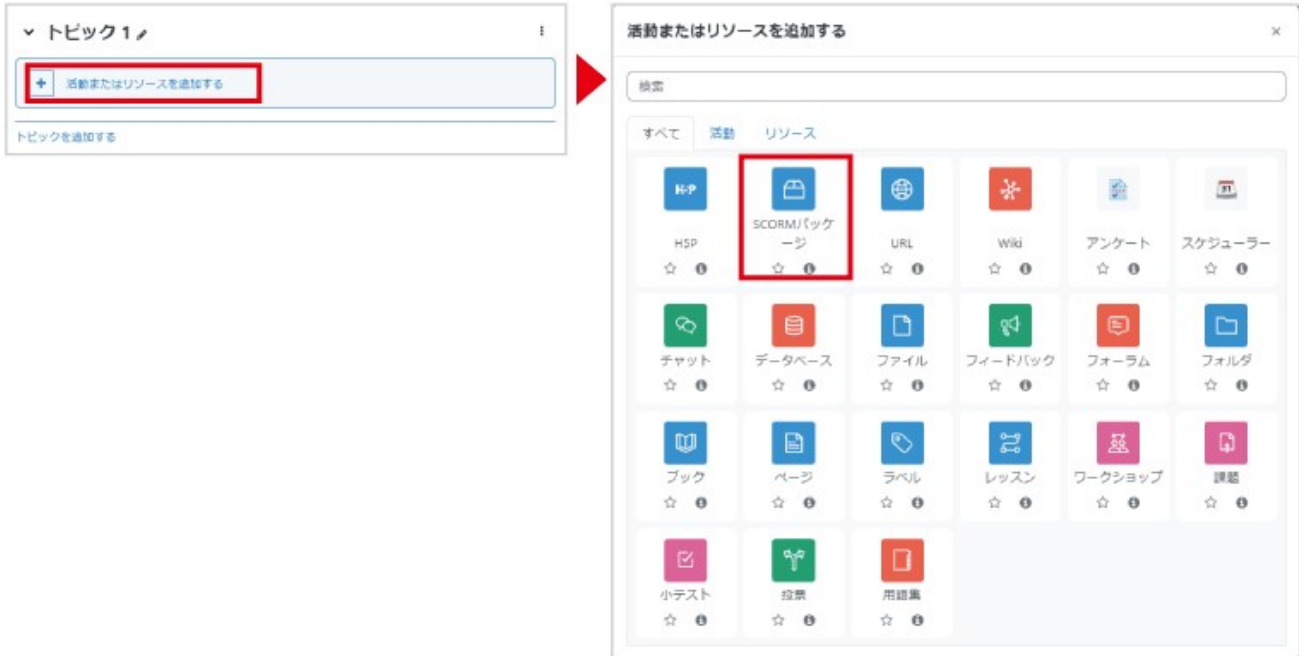 トピック 1
活動またはリソースを追加する
トピックを追加する
活動またはリソースを追加する
×
検索
すべて 活動 リソース
H5P
SCORMパッケ
ージ
H5P URL Wiki アンケート スケジューラー
31
チャット データベース ファイル フィードバック フォーラム フォルダ
ブック ページ ラベル レッスン ワークショップ 課題
小テスト 投票 用語集